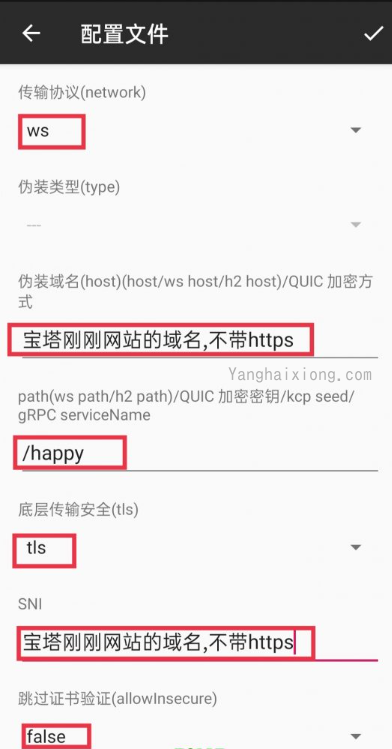 配置文件
传输协议(network)
ws
伪装类型(type)
---
伪装域名(host)(host/ws host/h2 host)/QUIC 加密方
式
宝塔刚刚网站的域名,不带https
Yanghaixiong.com
path(ws path/h2 path)/QUIC 加密密钥/kcp seed/
gRPC serviceName
/happy
底层传输安全(tls)
tls
SNI
宝塔刚刚网站的域名,不带https
跳过证书验证(allowInsecure)
false